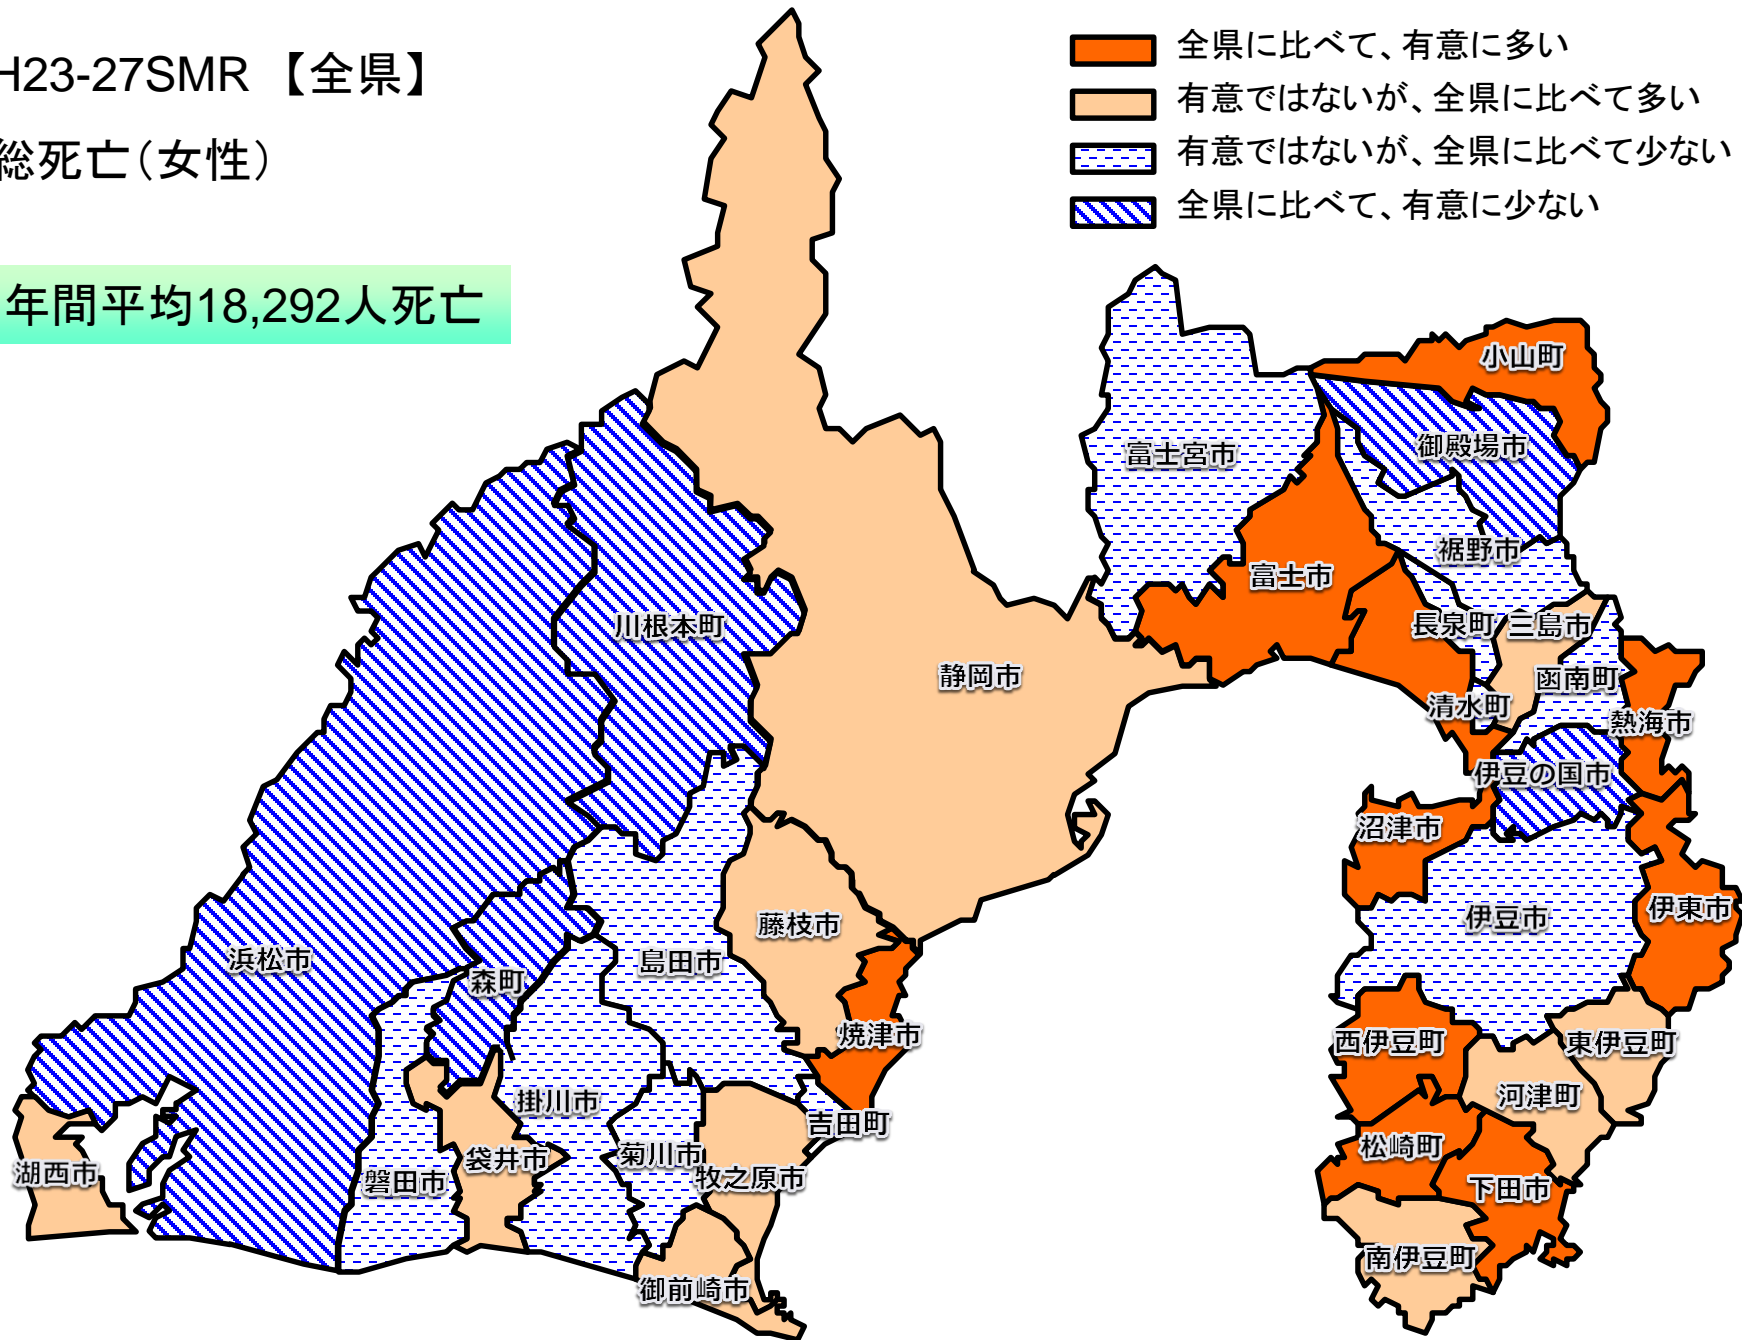 H23-27SMR 【全県】
総死亡（女性）
年間平均18,292人死亡
全県に比べて、有意に多い
有意ではないが、全県に比べて多い
有意ではないが、全県に比べて少ない
全県に比べて、有意に少ない
小山町
御殿場市
富士宮市
裾野市
富士市
長泉町
三島市
川根本町
静岡市
函南町
清水町
熱海市
伊豆の国市
沼津市
伊豆市
伊東市
藤枝市
島田市
浜松市
森町
焼津市
西伊豆町
東伊豆町
河津町
掛川市
吉田町
松崎町
菊川市
袋井市
湖西市
磐田市
牧之原市
下田市
南伊豆町
御前崎市